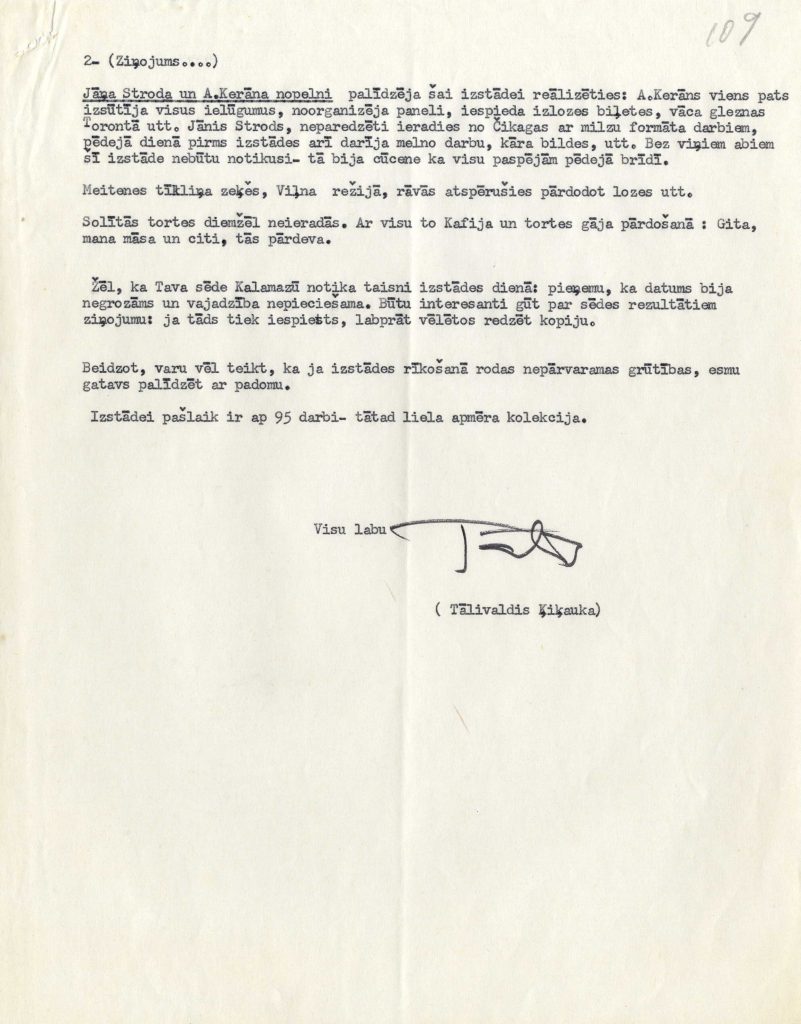 109
2- (Ziņojums....)
Jāņa Stroda un A.Kerāna nopelni palīdzēja šai izstādei reālizēties: A.Kerāns viens pats
izsūtīja visus ielūgumus, noorganizēja paneli, iespieda izlozes biļetes, vāca gleznas
Torontā utt. Jānis Strods, neparedzēti ieradies no Čikagas ar milzu formāta darbiem,
pēdejā dienā pirms izstādes arī darīja melno darbu, kāra bildes, utt. Bez viņiem abiem
šī izstāde nebūtu notikusi- tā bija cūcene ka visu paspējām pēdejā brīdī.
Meitenes tīkliņa zeķēs, Viļna režijā, rāvās atspērušies pārdodot lozes utt.
Solītās tortes diemžēl neieradās. Ar visu to Kafija un tortes gāja pārdošanā : Gita,
mana māsa un citi, tās pārdeva.
Žēl, ka Tava sēde Kalamazū notika taisni izstādes dienā: pieņemu, ka datums bija
negrozāms un vajadzība nepieciešama. Būtu interesanti gūt par sēdes rezultātiem
ziņojumu: ja tāds tiek iespiests, labprāt vēlētos redzēt kopiju.
Beidzot, varu vēl teikt, ka ja izstādes rīkošanā rodas nepārvaramas grūtības, esmu
gatavs palīdzēt ar padomu.
Izstādei pašlaik ir ap 95 darbi- tātad liela apmēra kolekcija.
Visu labu
( Tālivaldis Ķiķauka)